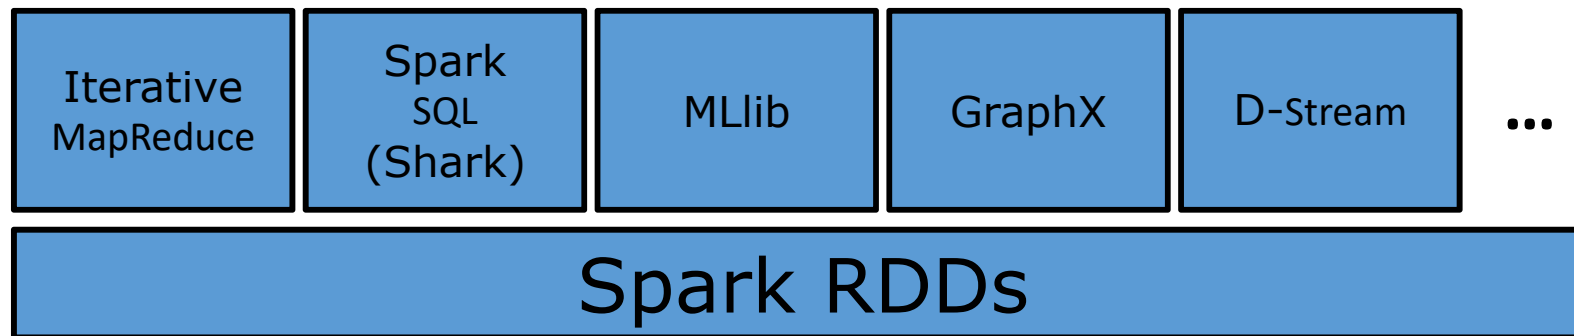 Iterative
MapReduce
Spark
SQL
(Shark)
MLlib
GraphX
D-Stream
...
Spark RDDs